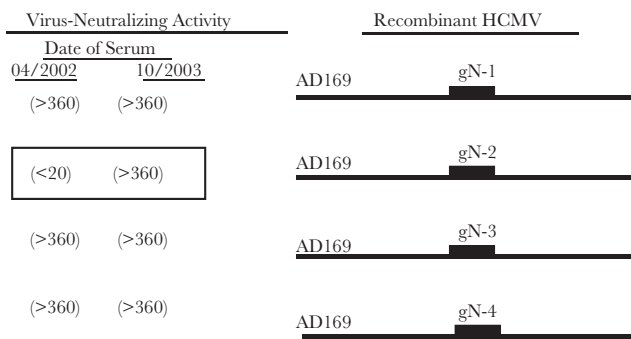 Virus-Neutralizing Activity Recombinant HCMV
Date of Serum
04/2002 10/2003
AD169 gN-1
(>360) (>360)
AD169 gN-2
(<20) (>360)
AD169 gN-3
(>360) (>360)
AD169 gN-4
(>360) (>360)